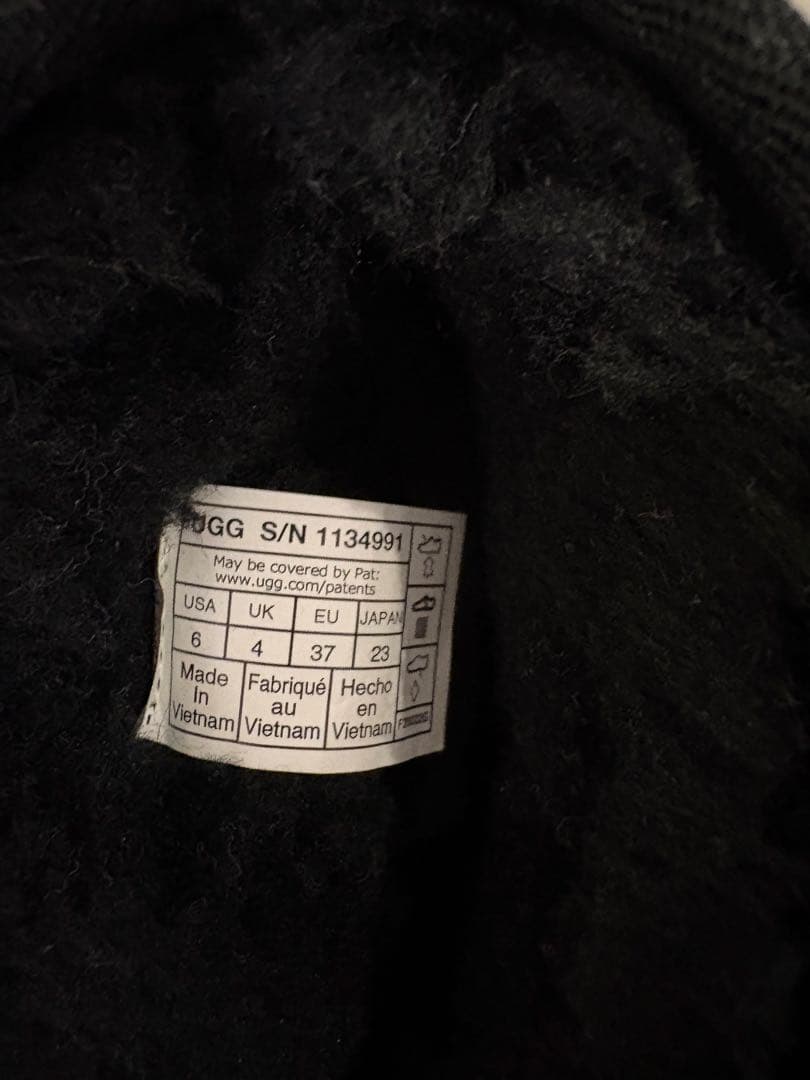 UGG S/N 1134991
May be covered by Pat:
www.ugg.com/patents
USA UK EU JAPAN
6 4 37 23
Made
In
Vietnam
Fabriqué
au
Vietnam
Hecho
en
Vietnam